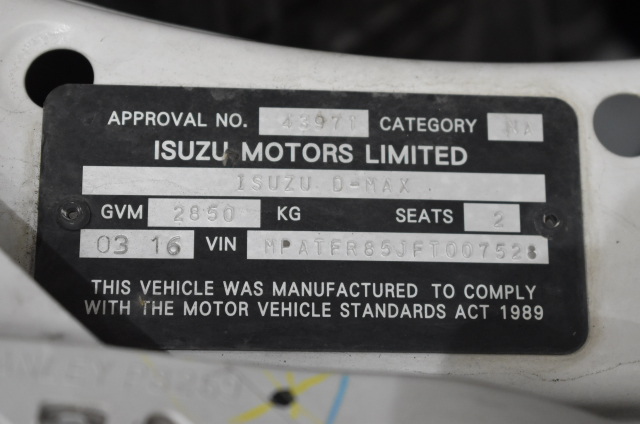 APPROVAL NO. 43971 CATEGORY NA
ISUZU MOTORS LIMITED
ISUZU D-MAX
GVM 2850 KG SEATS 2
03 16 VIN MPATFR85JFT007528
THIS VEHICLE WAS MANUFACTURED TO COMPLY
WITH THE MOTOR VEHICLE STANDARDS ACT 1989